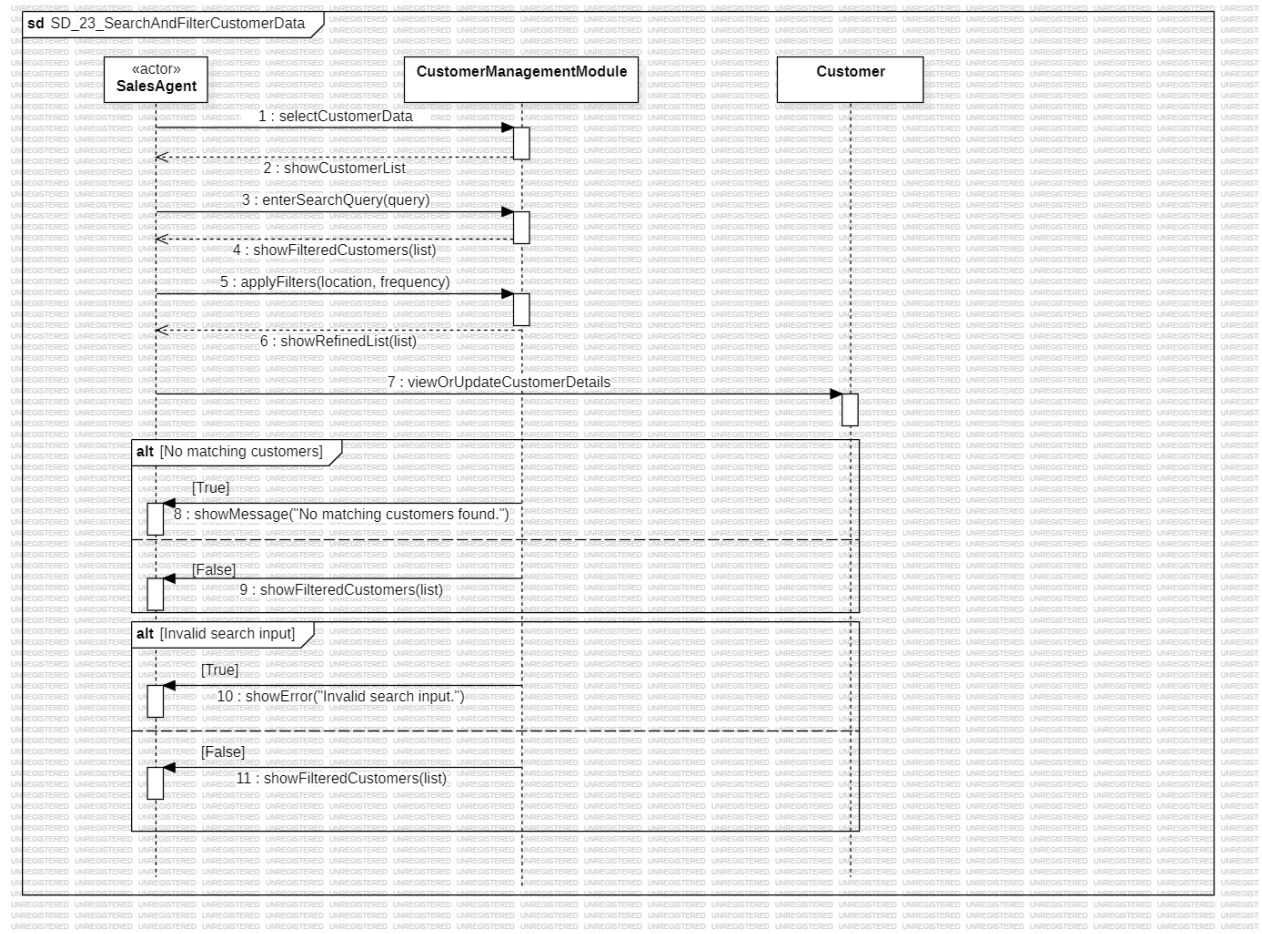 sd SD_23_SearchAndFilterCustomerData
«actor»
SalesAgent
CustomerManagementModule
Customer
1 : selectCustomerData
2 : showCustomerList
3 : enterSearchQuery(query)
4 : showFilteredCustomers(list)
5 : applyFilters(location, frequency)
6 : showRefinedList(list)
7 : viewOrUpdateCustomerDetails
alt [No matching customers]
[True]
8 : showMessage("No matching customers found.")
[False]
9 : showFilteredCustomers(list)
alt [Invalid search input]
[True]
10 : showError("Invalid search input.")
[False]
11 : showFilteredCustomers(list)
UNREGISTERED